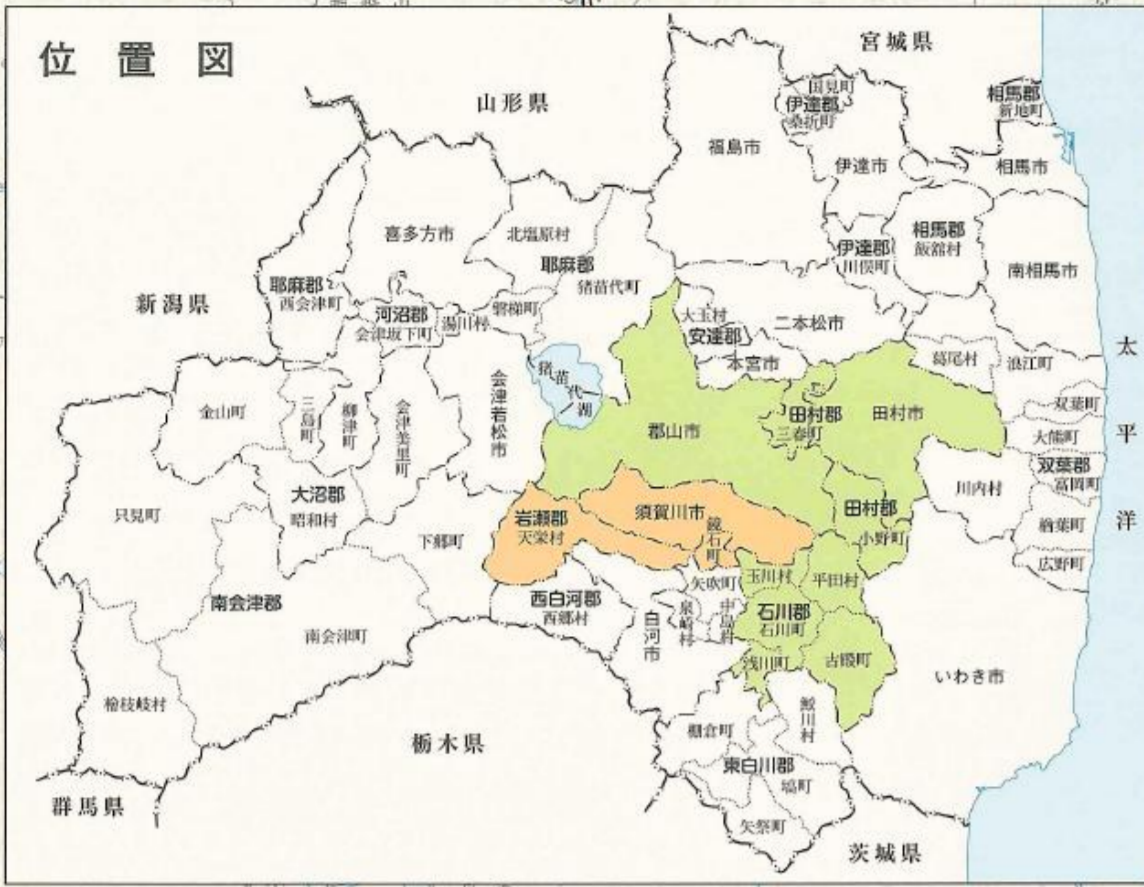 位置図
宮城県
山形県
国見町
伊達郡
桑折町
相馬郡
新地町
福島市
伊達市
相馬市
喜多方市
北塩原村
耶麻郡
猪苗代町
伊達郡
川俣町
相馬郡
飯舘村
南相馬市
新潟県
耶麻郡
西会津町
河沼郡
会津坂下町
湯川村
磐梯町
大玉村
安達郡
二本松市
本宮市
葛尾村
浪江町
太平洋
猪苗代湖
金山町
三島町
柳津町
会津美里町
会津若松市
郡山市
田村郡
三春町
田村市
双葉町
大熊町
双葉郡
富岡町
川内村
楢葉町
広野町
只見町
大沼郡
昭和村
下郷町
岩瀬郡
天栄村
須賀川市
鏡石町
田村郡
小野町
矢吹町
玉川村
平田村
西白河郡
西郷村
白河市
泉崎村
中島村
石川郡
石川町
浅川町
古殿町
南会津郡
南会津町
いわき市
檜枝岐村
鮫川村
棚倉町
東白川郡
塙町
矢祭町
栃木県
群馬県
茨城県